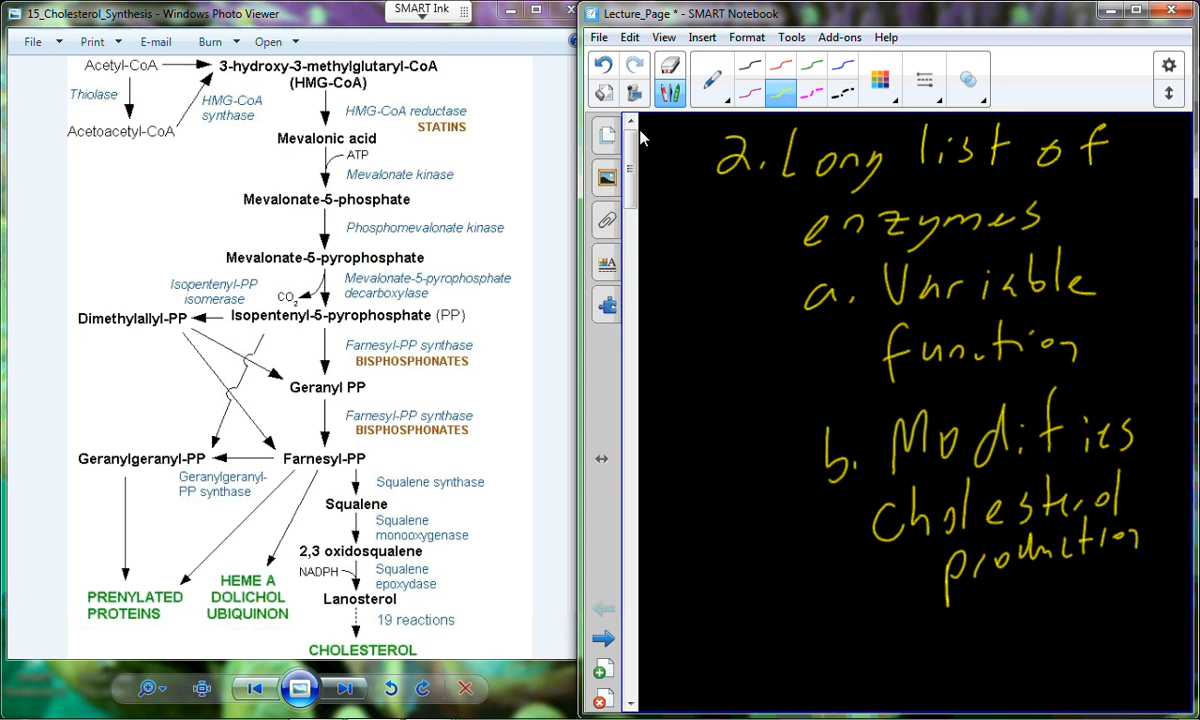 15_Cholesterol_Synthesis - Windows Photo Viewer
SMART Ink
File Print E-mail Burn Open
Acetyl-CoA
3-hydroxy-3-methylglutaryl-CoA
(HMG-CoA)
Thiolase
HMG-CoA
synthase
Acetoacetyl-CoA
HMG-CoA reductase
STATINS
Mevalonic acid
ATP
Mevalonate kinase
Mevalonate-5-phosphate
Phosphomevalonate kinase
Mevalonate-5-pyrophosphate
Isopentenyl-PP
isomerase
CO2
Mevalonate-5-pyrophosphate
decarboxylase
Dimethylallyl-PP
Isopentenyl-5-pyrophosphate (PP)
Farnesyl-PP synthase
BISPHOSPHONATES
Geranyl PP
Farnesyl-PP synthase
BISPHOSPHONATES
Geranylgeranyl-PP
Farnesyl-PP
Geranylgeranyl-
PP synthase
Squalene synthase
Squalene
Squalene
monooxygenase
2,3 oxidosqualene
NADPH
Squalene
epoxydase
Lanosterol
19 reactions
CHOLESTEROL
PRENYLATED
PROTEINS
HEME A
DOLICHOL
UBIQUINON
Lecture_Page * - SMART Notebook
File Edit View Insert Format Tools Add-ons Help
2. Long list of
enzymes
a. Variable
function
b. Modifies
Cholesterol
production